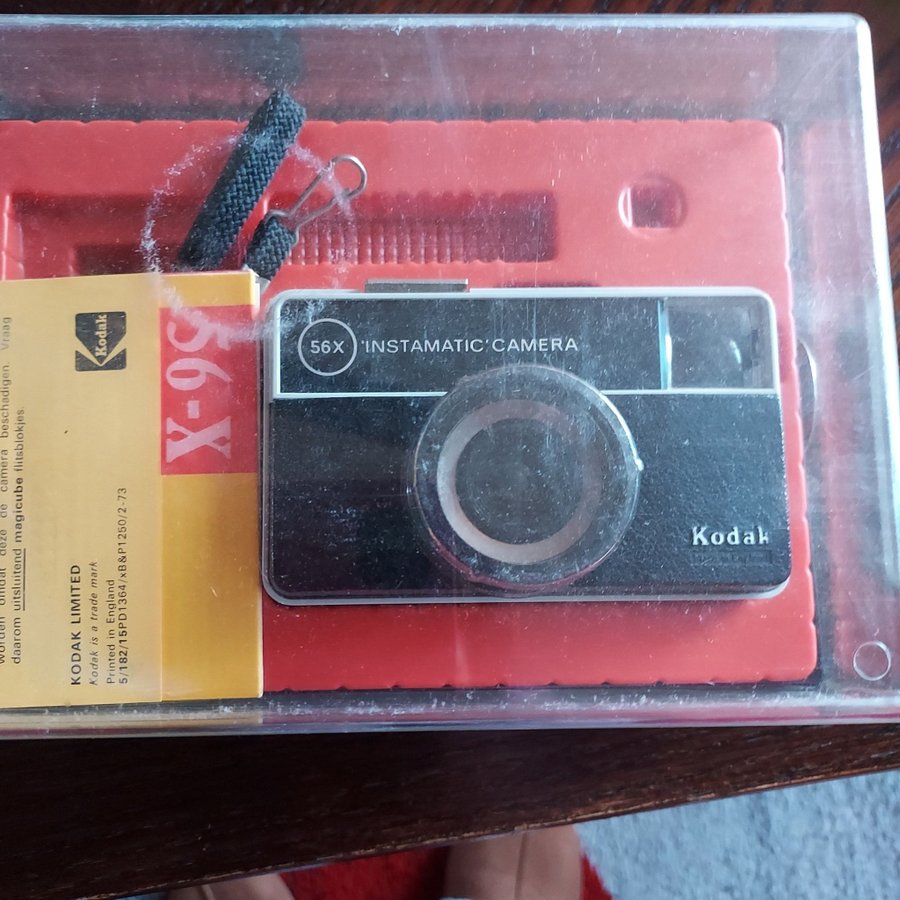 56X 'INSTAMATIC' CAMERA
Kodak
Kodak
56-X
worden omdat deze de camera beschadigen. Vraag
daarom uitsluitend magicube flitsblokjes.
KODAK LIMITED
Kodak is a trade mark
Printed in England
5/182/15PD1364/xB&P1250/2-73